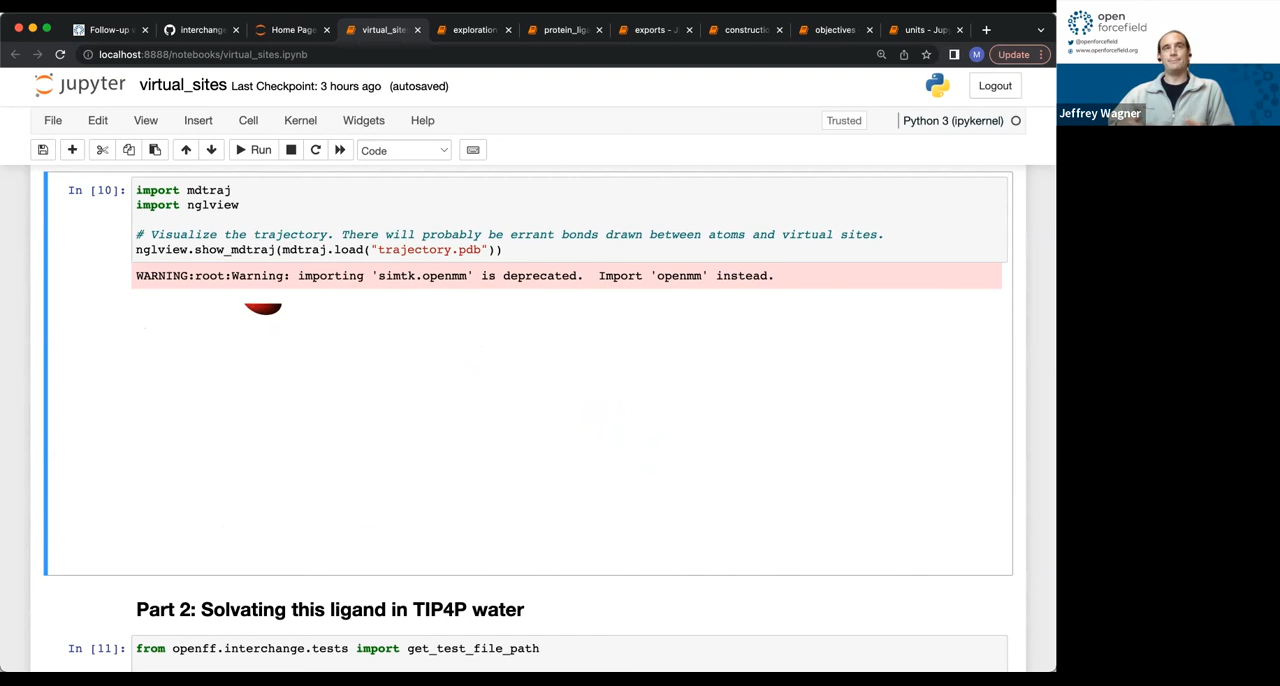 Follow-up
interchange
Home Page
virtual_site
exploration
protein_liga
exports - J
constructio
objectives
units - Jup
localhost:8888/notebooks/virtual_sites.ipynb
M
Update
jupyter virtual_sites Last Checkpoint: 3 hours ago (autosaved)
Logout
File Edit View Insert Cell Kernel Widgets Help
Trusted
Python 3 (ipykernel)
Run
Code
In [10]: import mdtraj
import nglview
# Visualize the trajectory. There will probably be errant bonds drawn between atoms and virtual sites.
nglview.show_mdtraj(mdtraj.load("trajectory.pdb"))
WARNING:root:Warning: importing 'simtk.openmm' is deprecated. Import 'openmm' instead.
Part 2: Solvating this ligand in TIP4P water
In [11]: from openff.interchange.tests import get_test_file_path
open
forcefield
@openforcefield
www.openforcefield.org
Jeffrey Wagner